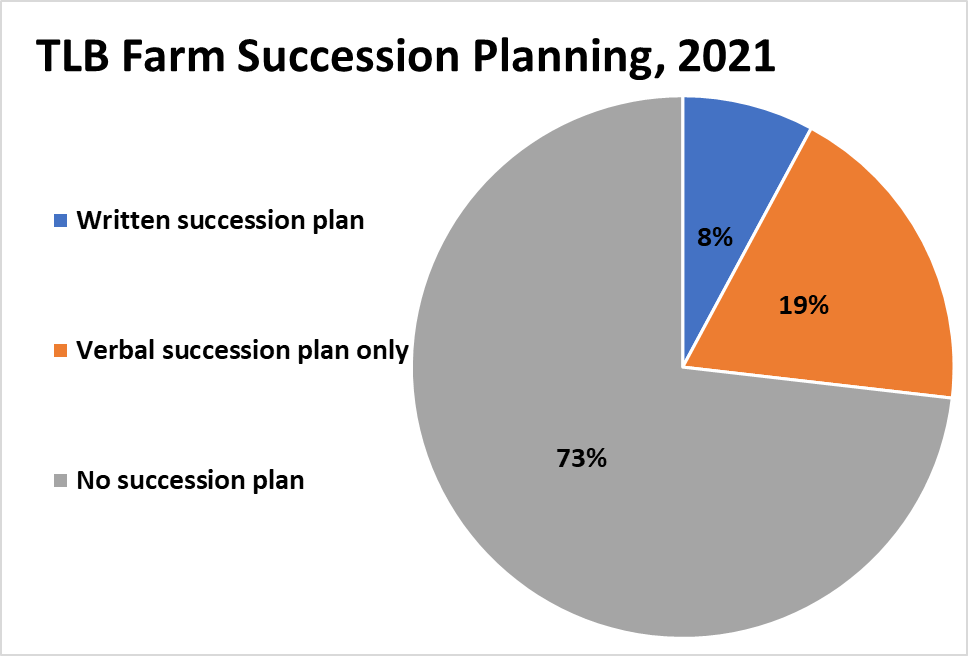 TLB Farm Succession Planning, 2021
Written succession plan
Verbal succession plan only
No succession plan
8%
19%
73%